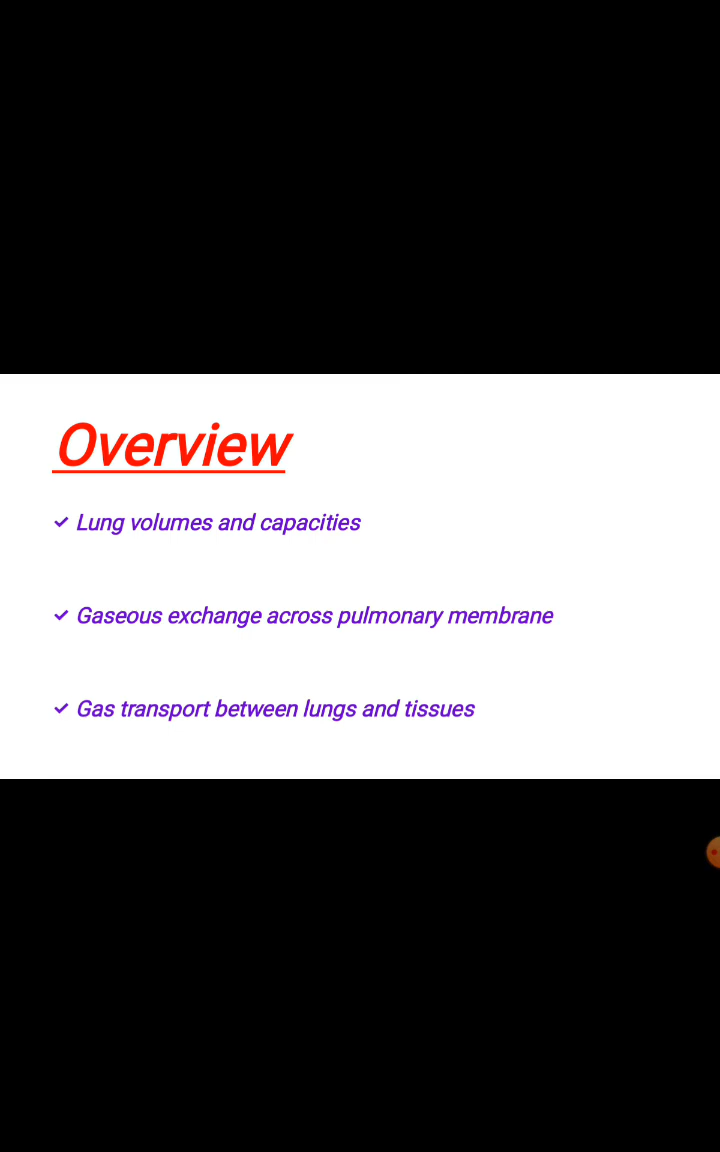 Overview
✓ Lung volumes and capacities
✓ Gaseous exchange across pulmonary membrane
✓ Gas transport between lungs and tissues